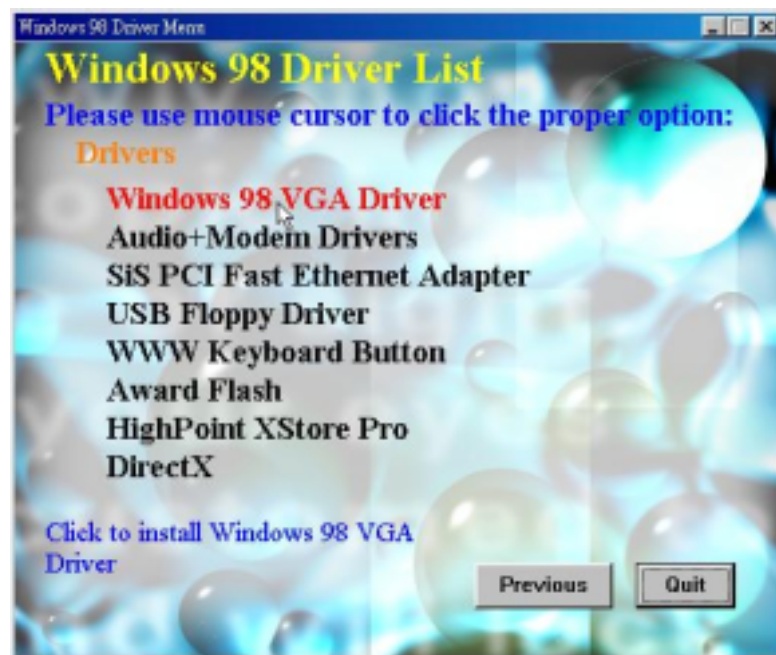 Windows 98 Driver Menu
Windows 98 Driver List
Please use mouse cursor to click the proper option:
Drivers
Windows 98 VGA Driver
Audio+Modem Drivers
SiS PCI Fast Ethernet Adapter
USB Floppy Driver
WWW Keyboard Button
Award Flash
HighPoint XStore Pro
DirectX
Click to install Windows 98 VGA
Driver
Previous
Quit